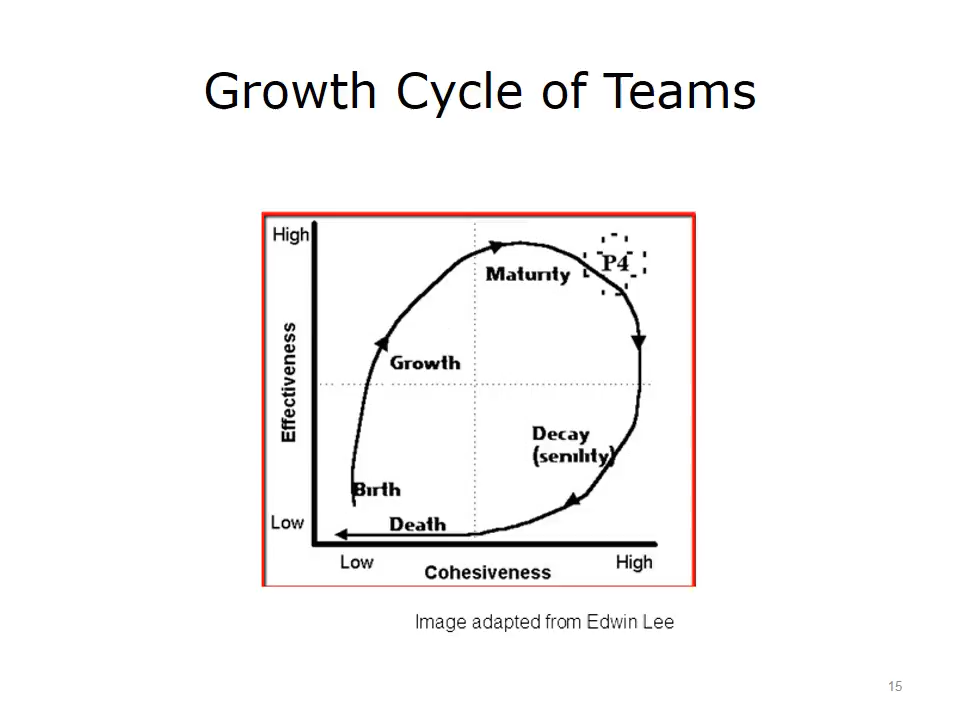 Growth Cycle of Teams
High
Maturity
P4
Growth
Effectiveness
Decay
(senility)
Birth
Low
Death
Low
High
Cohesiveness
Image adapted from Edwin Lee
15